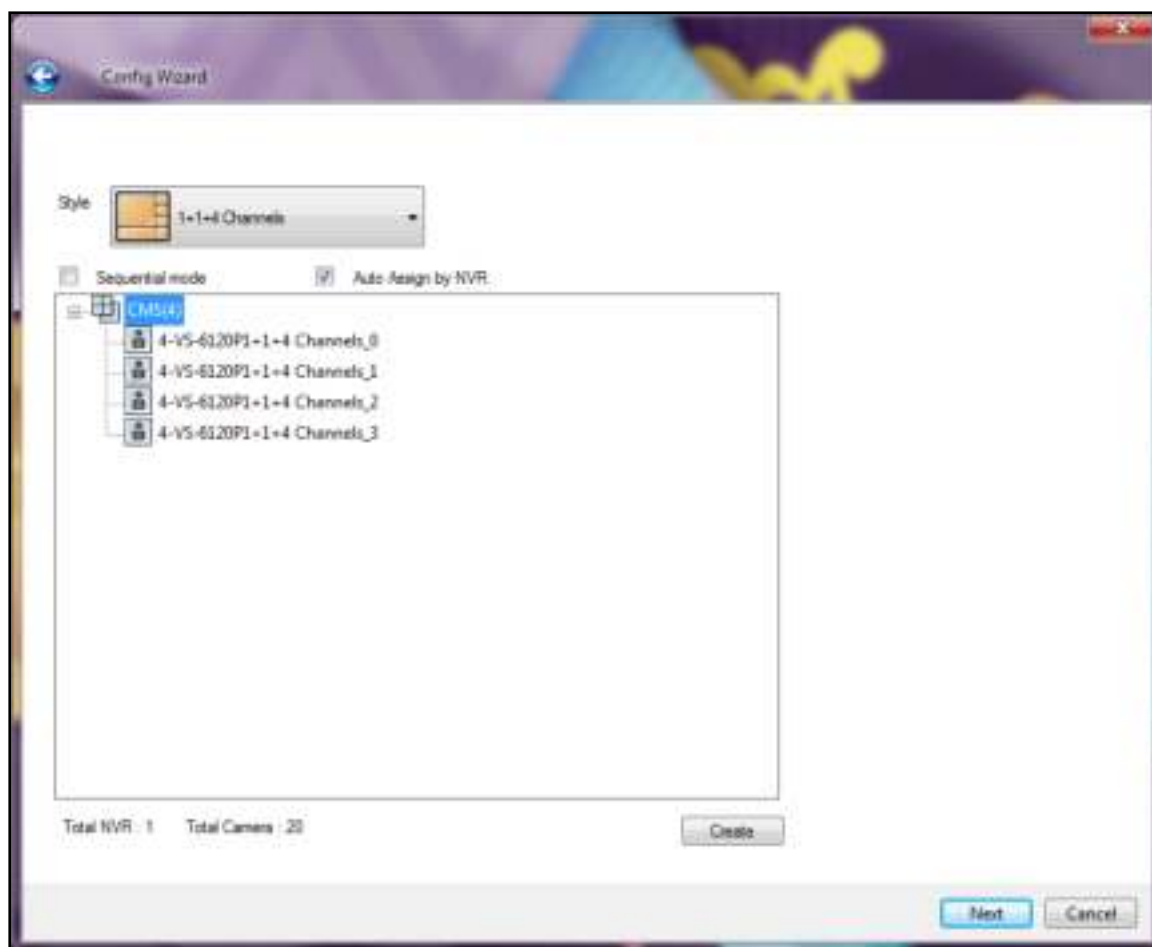 Config Wizard
Style
1+1+4 Channels
Sequential mode
Auto Assign by NVR
CMS(4)
4-VS-6120P1+1+4 Channels_0
4-VS-6120P1+1+4 Channels_1
4-VS-6120P1+1+4 Channels_2
4-VS-6120P1+1+4 Channels_3
Total NVR : 1
Total Camera : 20
Create
Next
Cancel